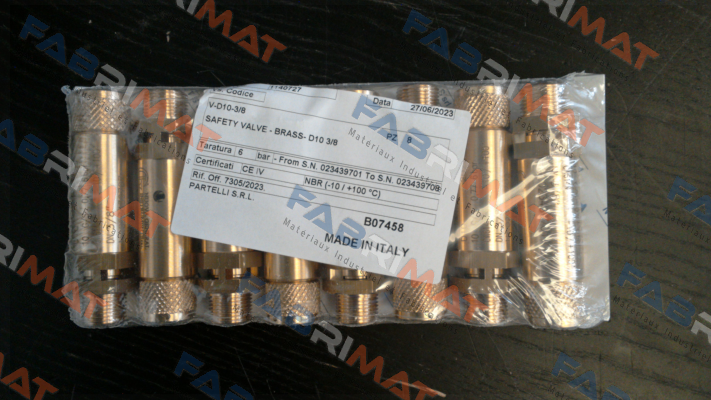 Codice 1140727 Data 27/06/2023
V-D10-3/8
SAFETY VALVE - BRASS- D10 3/8 PZ 8
Taratura: 6 bar - From S.N. 023439701 To S.N. 023439708
Certificati CE IV NBR (-10 / +100 °C)
Rif. Off. 7305/2023.
PARTELLI S.R.L.
B07458
MADE IN ITALY
FABRIMAT
Materiaux Industriels